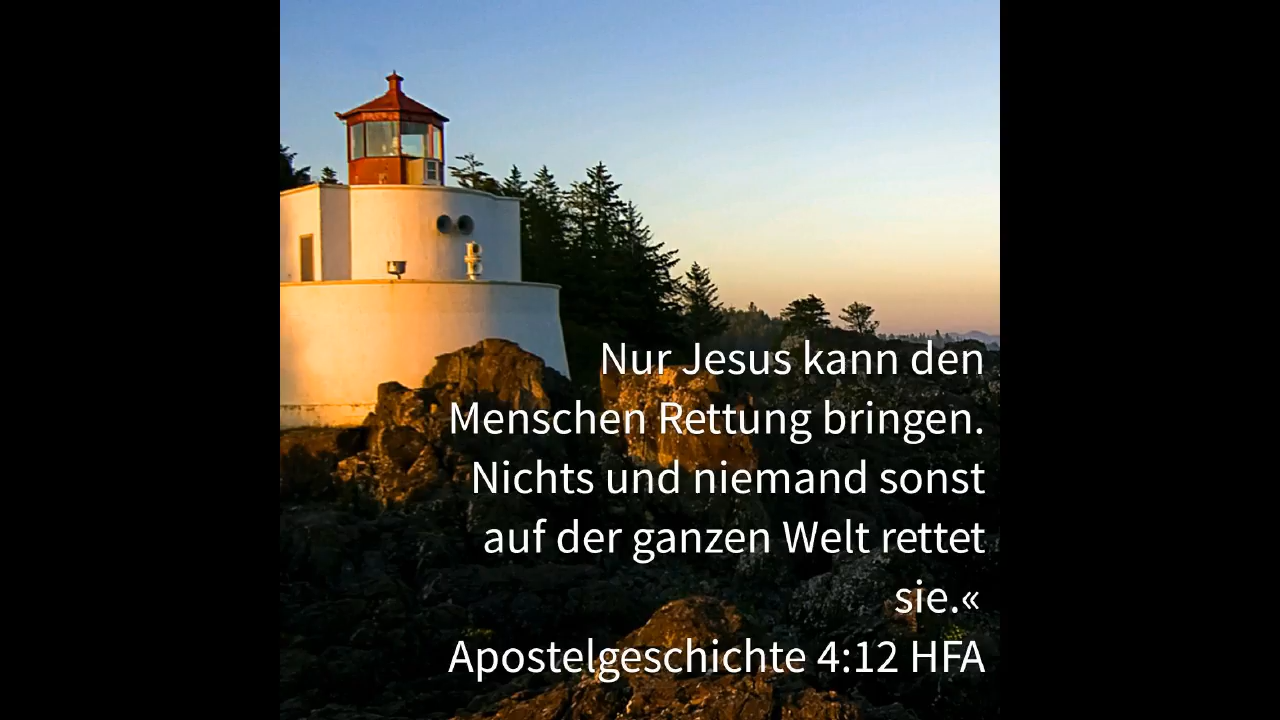 Nur Jesus kann den
Menschen Rettung bringen.
Nichts und niemand sonst
auf der ganzen Welt rettet
sie.«
Apostelgeschichte 4:12 HFA